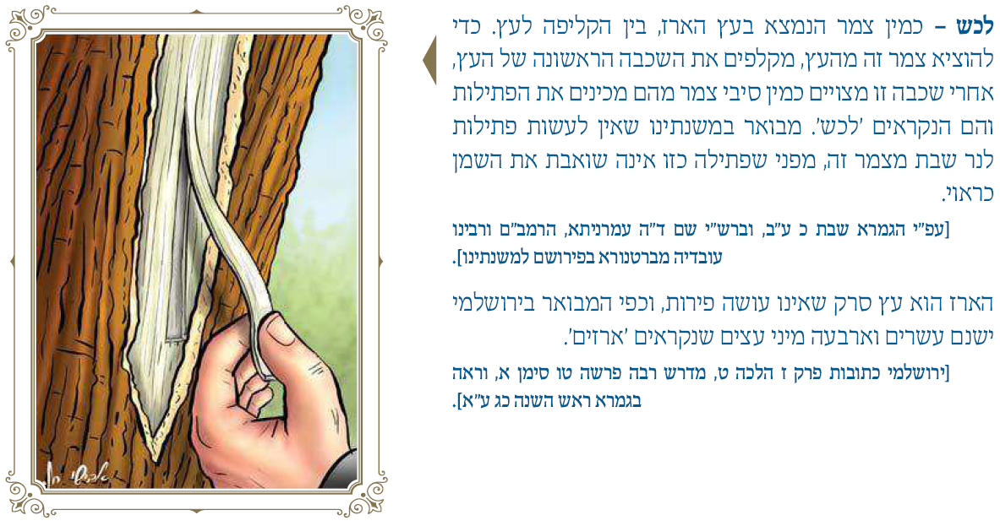 לכש – כמין צמר הנמצא בעץ הארז, בין הקליפה לעץ. כדי
להוציא צמר זה מהעץ, מקלפים את השכבה הראשונה של העץ,
אחרי שכבה זו מצויים כמין סיבי צמר מהם מכינים את הפתילות
והם הנקראים 'לכש'. מבואר במשנתינו שאין לעשות פתילות
לנר שבת מצמר זה, מפני שפתילה כזו אינה שואבת את השמן
כראוי.
[עפ"י הגמרא שבת כ ע"ב, וברש"י שם ד"ה עמרניתא, הרמב"ם ורבינו
עובדיה מברטנורא בפירושם למשנתינו].
הארז הוא עץ סרק שאינו עושה פירות, וכפי המבואר בירושלמי
ישנם עשרים וארבעה מיני עצים שנקראים 'ארזים'.
[ירושלמי כתובות פרק ז הלכה ט, מדרש רבה פרשה טו סימן א, וראה
בגמרא ראש השנה כג ע"א].